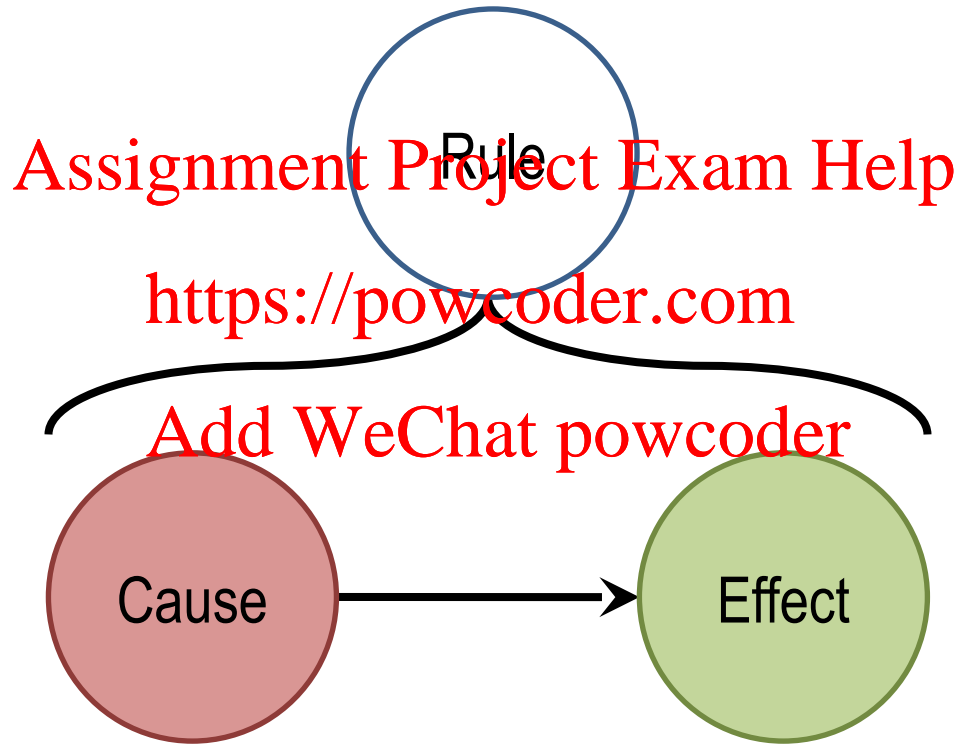 Rule
Assignment Project Exam Help
https://powcoder.com
Add WeChat powcoder
Cause
Effect